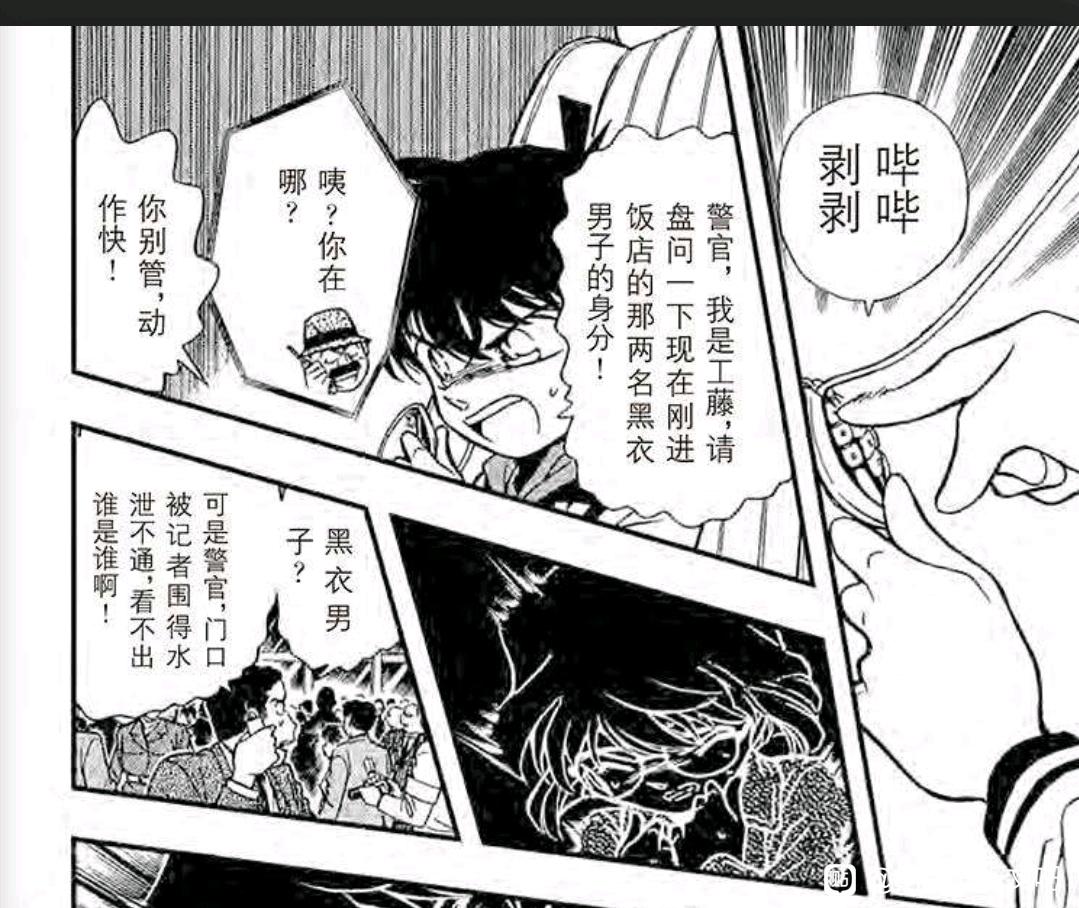 哔哔
剥剥
警官，我是工藤，请
盘问一下现在刚进
饭店的那两名黑衣
男子的身分！
咦？你在
哪？
你别管，动
作快！
黑衣男
子？
可是警官，门口
被记者围得水
泄不通，看不出
谁是谁啊！
贴